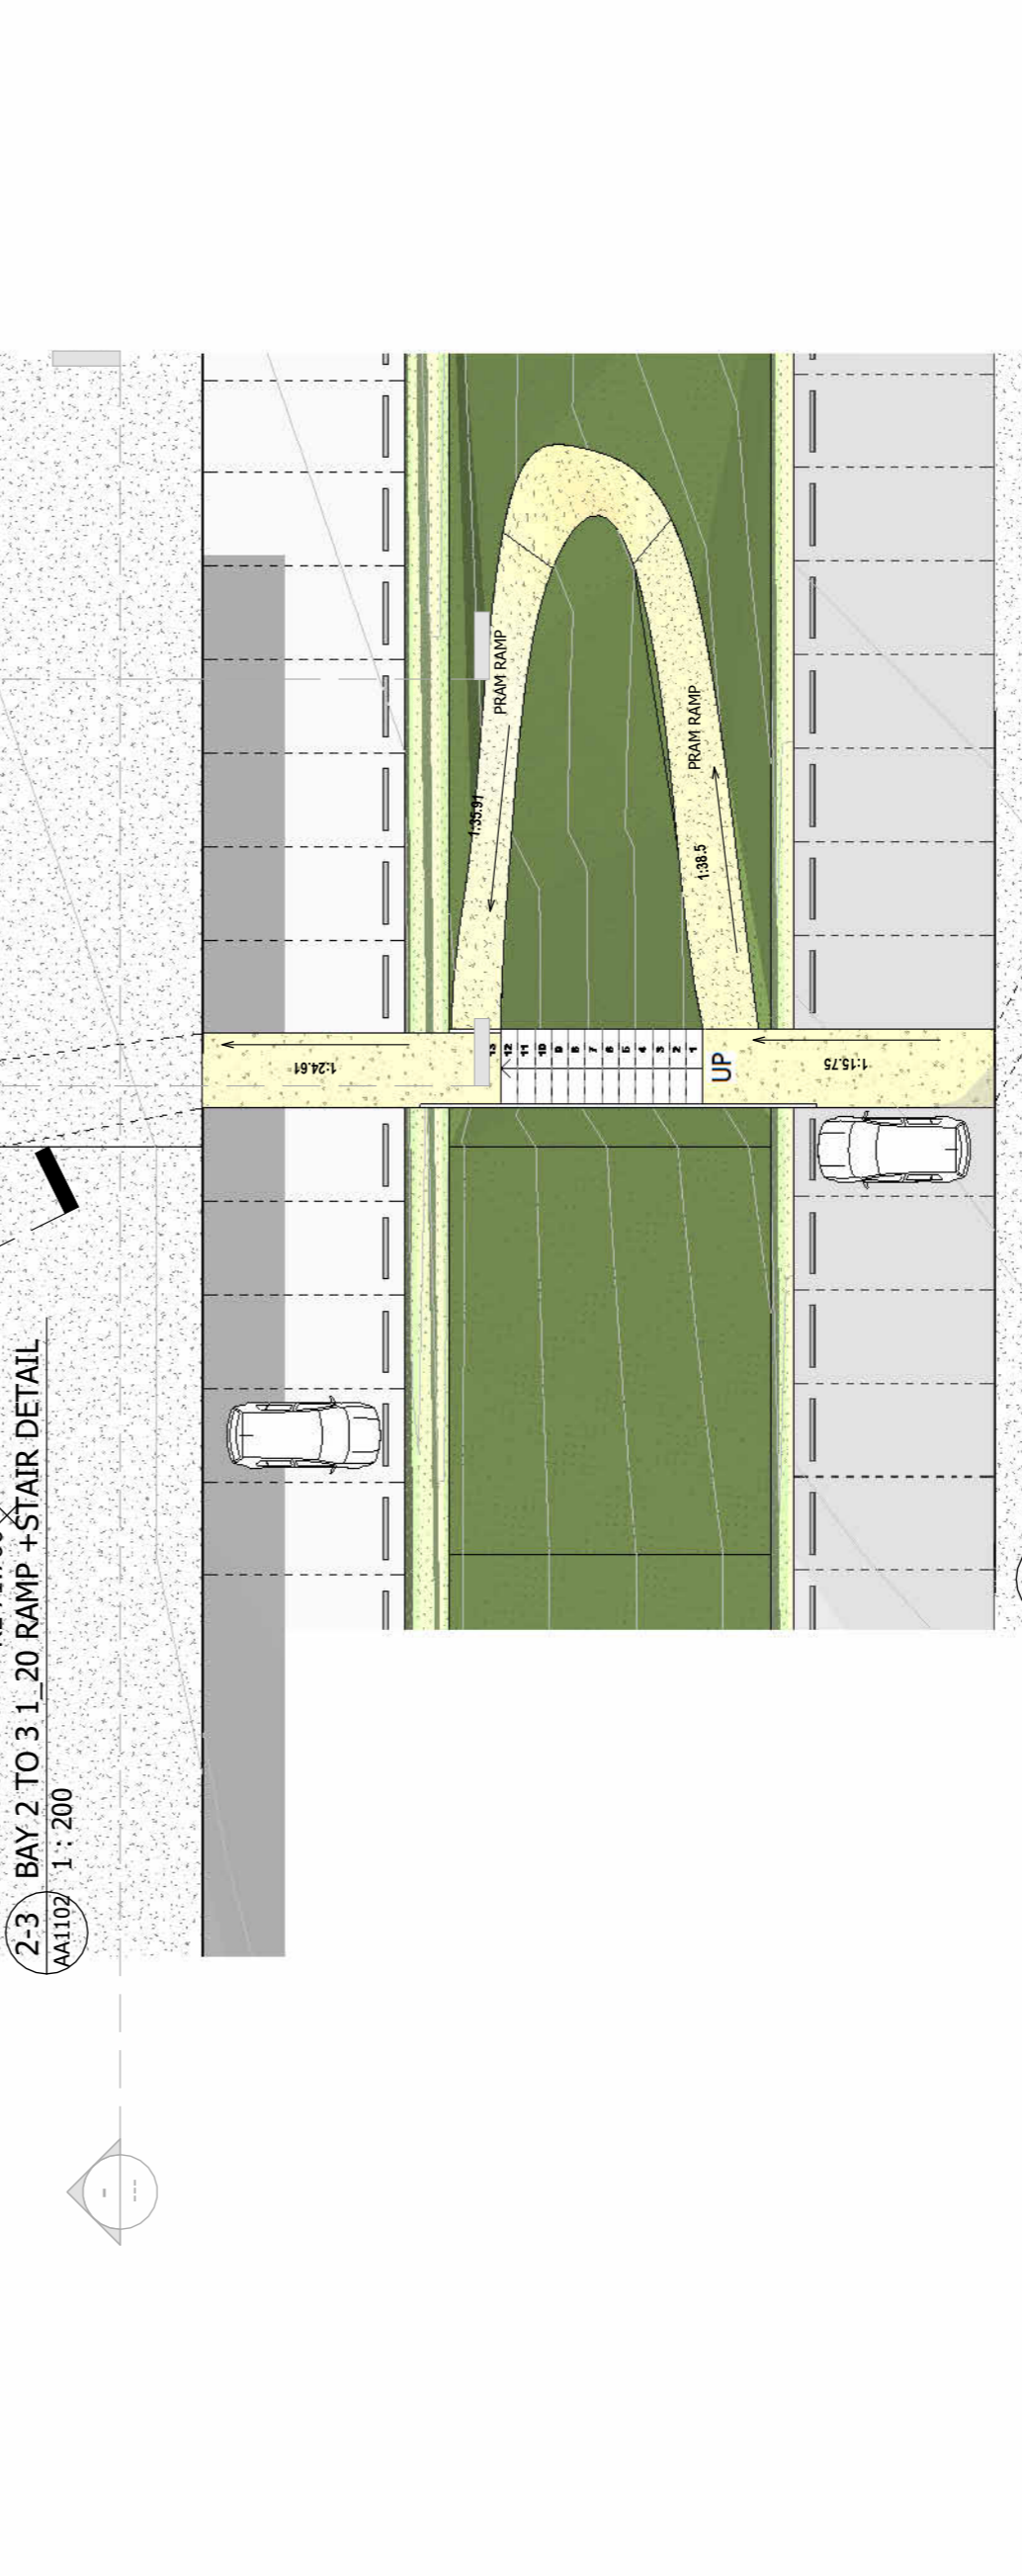 2-3 BAY 2 TO 3 1_20 RAMP +STAIR DETAIL
AA1102 1 : 200
PRAM RAMP
1:35.91
PRAM RAMP
1:38.5
1:24.61
13 12 11 10 9 8 7 6 5 4 3 2 1
UP
1:15.75